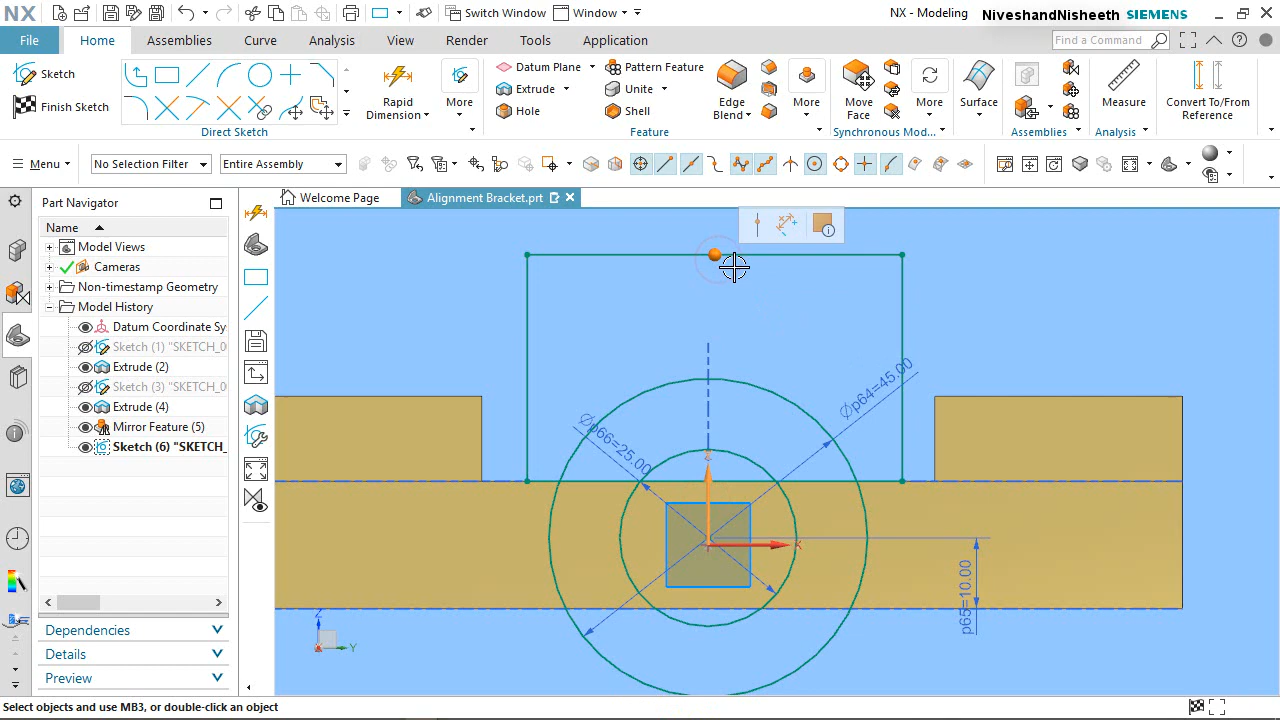 NX
Switch Window
Window
NX - Modeling
NiveshandNisheeth SIEMENS
File
Home
Assemblies
Curve
Analysis
View
Render
Tools
Application
Find a Command
Sketch
Finish Sketch
Rapid Dimension
More
Datum Plane
Extrude
Hole
Pattern Feature
Unite
Shell
Edge Blend
More
Move Face
More
Surface
Measure
Convert To/From Reference
Direct Sketch
Feature
Synchronous Mod...
Assemblies
Analysis
Menu
No Selection Filter
Entire Assembly
Part Navigator
Welcome Page
Alignment Bracket.prt
Name
Model Views
Cameras
Non-timestamp Geometry
Model History
Datum Coordinate Sy
Sketch (1) "SKETCH_0
Extrude (2)
Sketch (3) "SKETCH_0
Extrude (4)
Mirror Feature (5)
Sketch (6) "SKETCH_
Dependencies
Details
Preview
Øp64=45.00
Øp66=25.00
p65=10.00
Z
X
Z
Y
Select objects and use MB3, or double-click an object